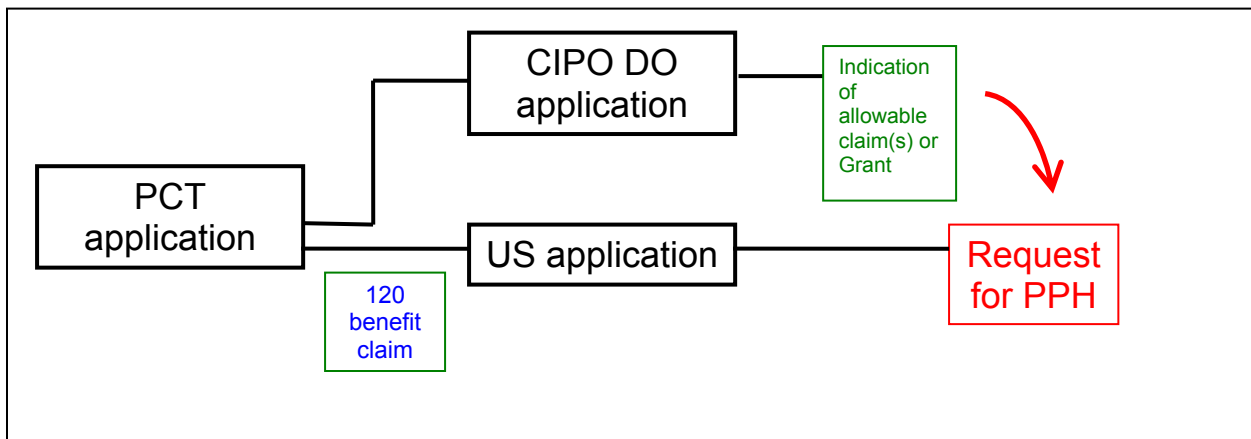 CIPO DO
application
Indication
of
allowable
claim(s) or
Grant
PCT
application
US application
Request
for PPH
120
benefit
claim